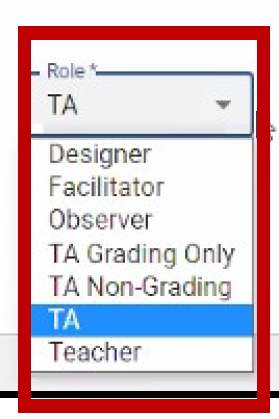 Role *
TA
Designer
Facilitator
Observer
TA Grading Only
TA Non-Grading
TA
Teacher